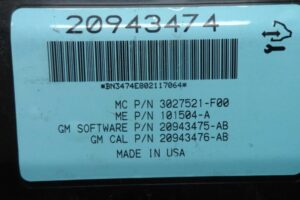 20943474
*BN3474E802117064*
MC P/N 3027521-F00
ME P/N 101504-A
GM SOFTWARE P/N 20943475-AB
GM CAL P/N 20943476-AB
MADE IN USA